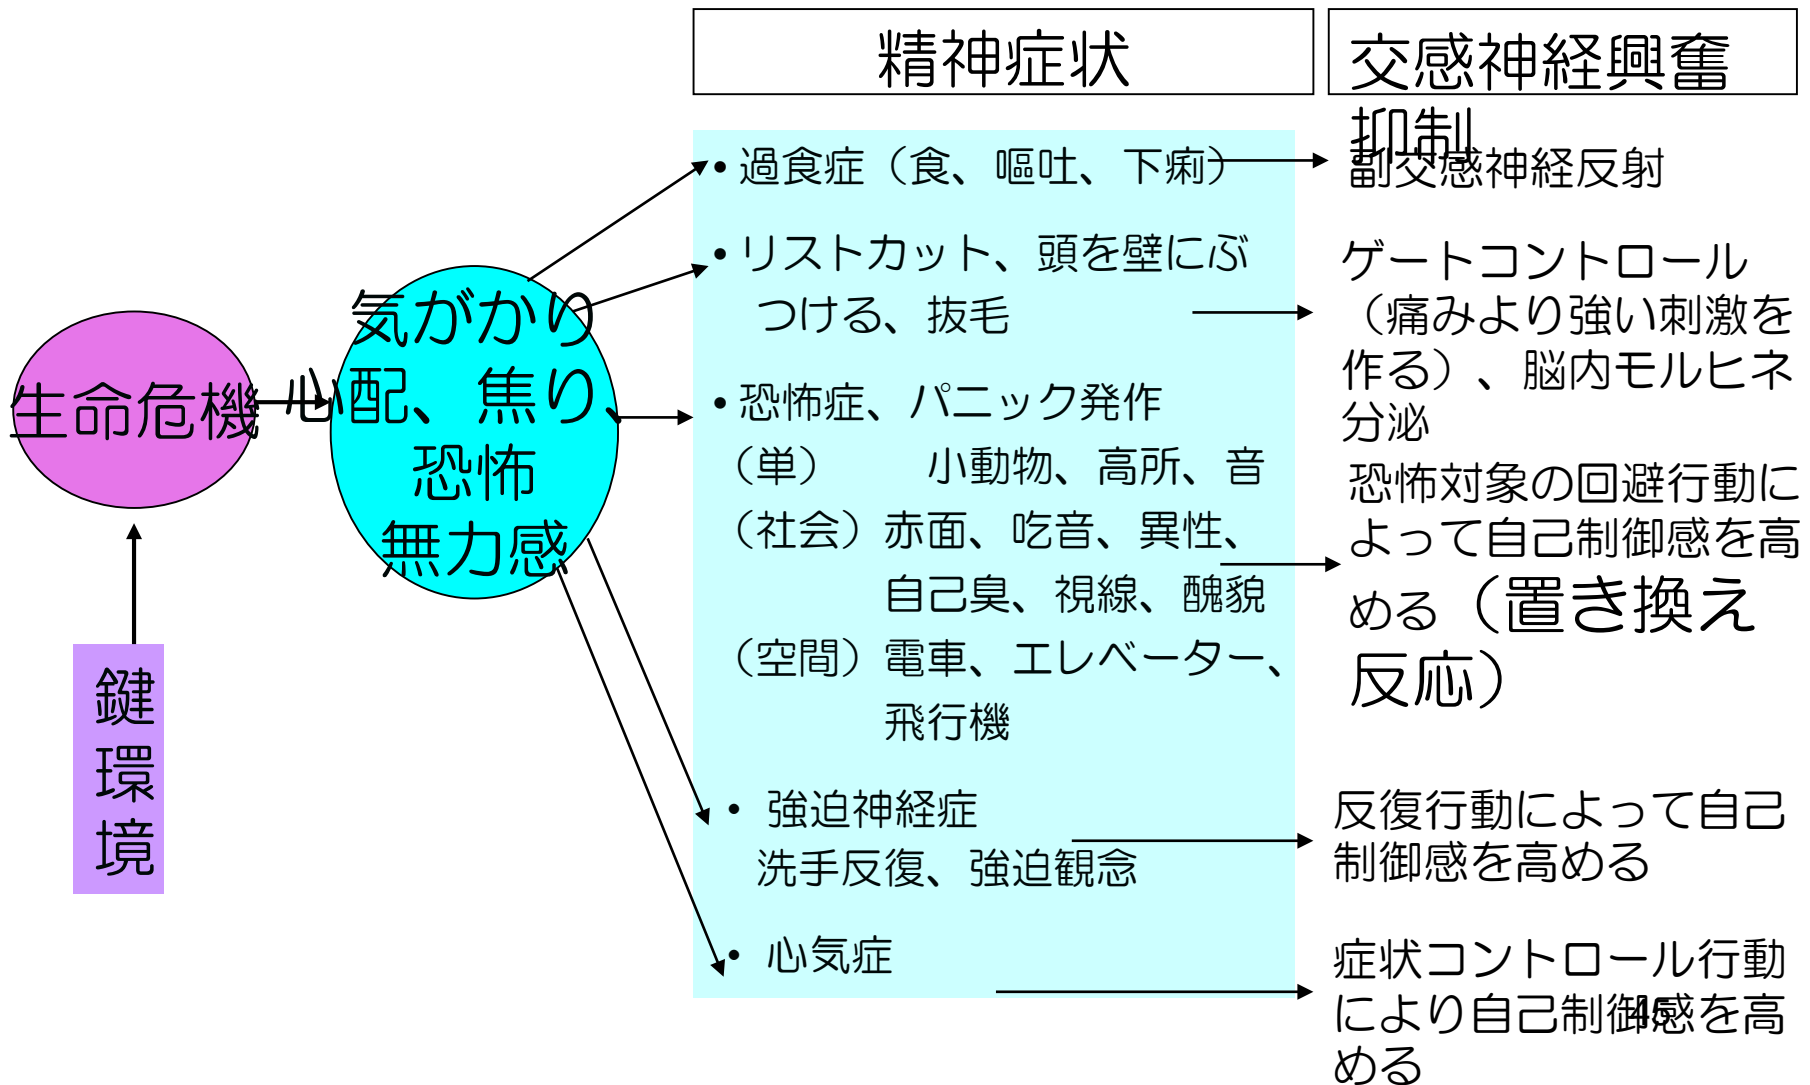 精神症状
交感神経興奮
抑制
・過食症（食、嘔吐、下痢）
副交感神経反射
・リストカット、頭を壁にぶ
つける、抜毛
ゲートコントロール
（痛みより強い刺激を
作る）、脳内モルヒネ
分泌
・恐怖症、パニック発作
（単）　小動物、高所、音
（社会）赤面、吃音、異性、
自己臭、視線、醜貌
（空間）電車、エレベーター、
飛行機
恐怖対象の回避行動に
よって自己制御感を高
める（置き換え
反応）
・強迫神経症
洗手反復、強迫観念
反復行動によって自己
制御感を高める
・心気症
症状コントロール行動
により自己制御感を高
める
45
気がかり
心配、焦り、
恐怖
無力感
生命危機
鍵
環
境